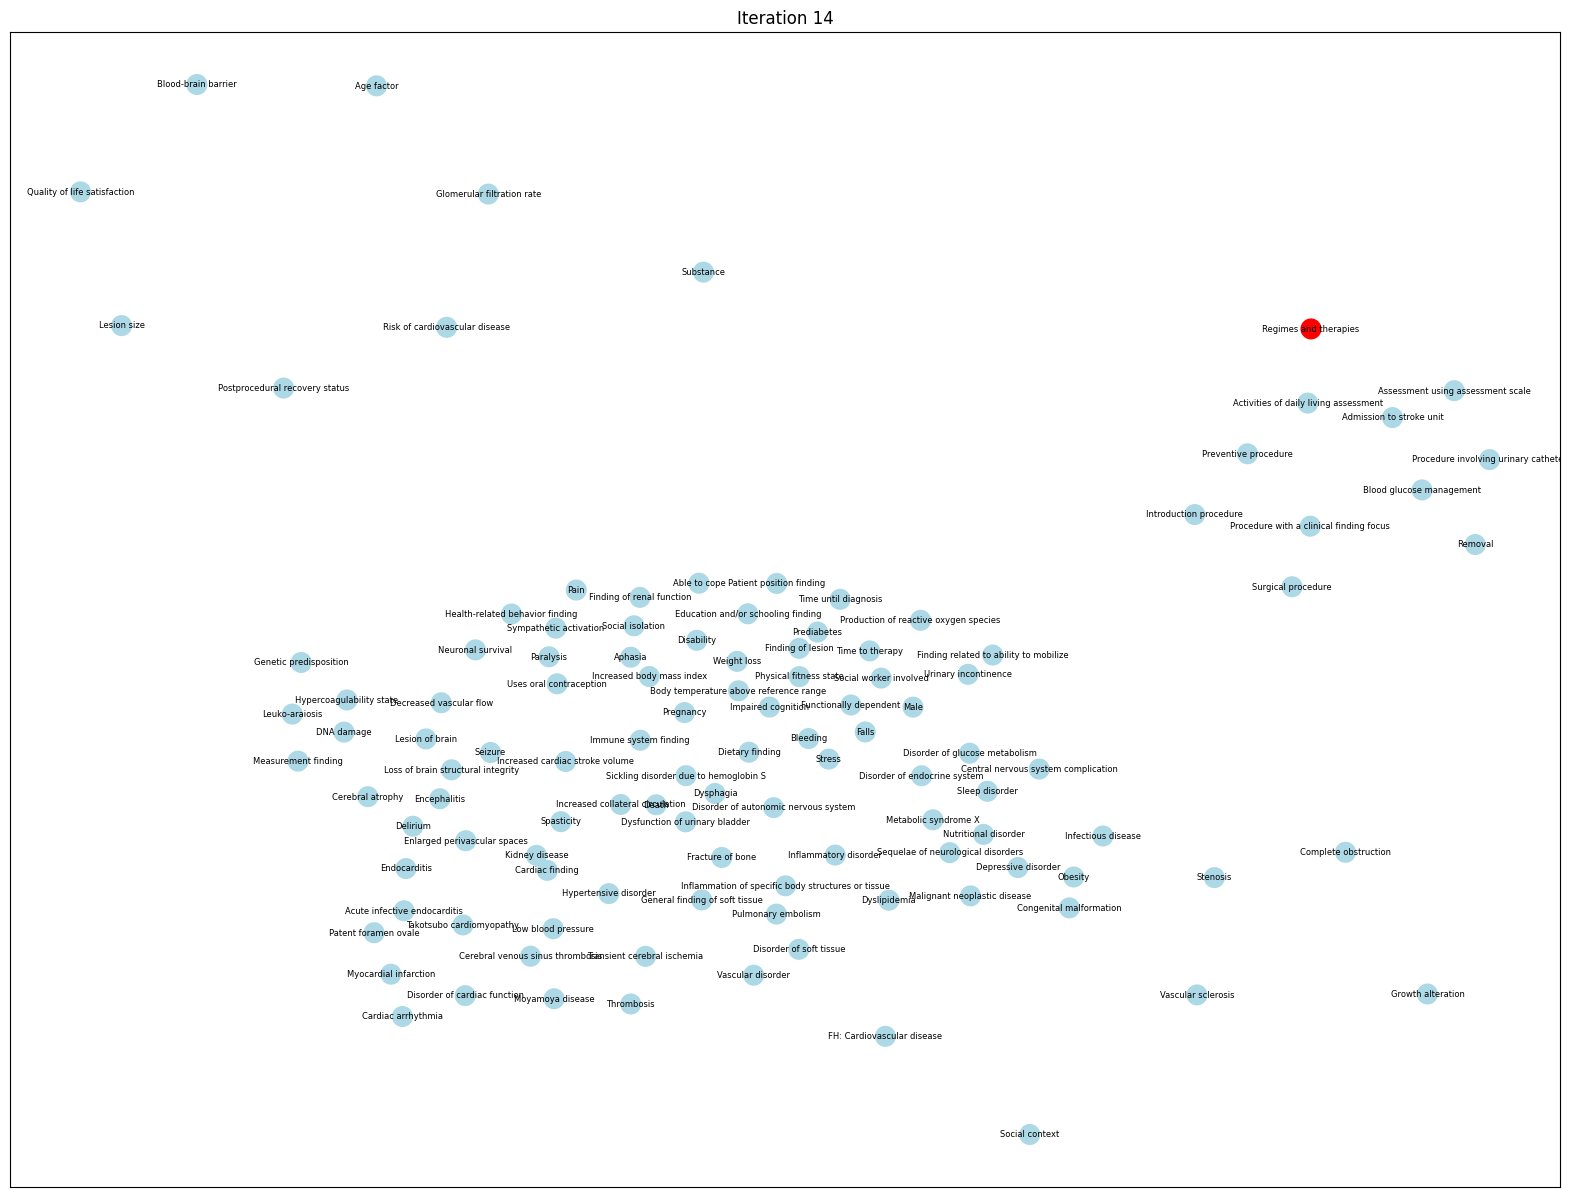 Iteration 14
Blood-brain barrier
Age factor
Quality of life satisfaction
Glomerular filtration rate
Substance
Lesion size
Risk of cardiovascular disease
Regimes and therapies
Postprocedural recovery status
Assessment using assessment scale
Activities of daily living assessment
Admission to stroke unit
Preventive procedure
Procedure involving urinary cathete
Blood glucose management
Introduction procedure
Procedure with a clinical finding focus
Removal
Surgical procedure
Able to cope
Patient position finding
Pain
Finding of renal function
Time until diagnosis
Health-related behavior finding
Education and/or schooling finding
Production of reactive oxygen species
Sympathetic activation
Social isolation
Prediabetes
Disability
Finding of lesion
Neuronal survival
Time to therapy
Paralysis
Aphasia
Finding related to ability to mobilize
Genetic predisposition
Weight loss
Urinary incontinence
Increased body mass index
Physical fitness state
Social worker involved
Uses oral contraception
Body temperature above reference range
Hypercoagulability state
Decreased vascular flow
Functionally dependent
Impaired cognition
Male
Leuko-araiosis
Pregnancy
DNA damage
Falls
Lesion of brain
Immune system finding
Bleeding
Seizure
Dietary finding
Disorder of glucose metabolism
Measurement finding
Increased cardiac stroke volume
Stress
Loss of brain structural integrity
Central nervous system complication
Sickling disorder due to hemoglobin S
Disorder of endocrine system
Sleep disorder
Dysphagia
Cerebral atrophy
Encephalitis
Increased collateral circulation
Death
Disorder of autonomic nervous system
Metabolic syndrome X
Spasticity
Dysfunction of urinary bladder
Delirium
Nutritional disorder
Infectious disease
Enlarged perivascular spaces
Sequelae of neurological disorders
Complete obstruction
Kidney disease
Fracture of bone
Inflammatory disorder
Endocarditis
Cardiac finding
Depressive disorder
Obesity
Stenosis
Inflammation of specific body structures or tissue
Hypertensive disorder
Malignant neoplastic disease
General finding of soft tissue
Dyslipidemia
Congenital malformation
Acute infective endocarditis
Pulmonary embolism
Takotsubo cardiomyopathy
Low blood pressure
Patent foramen ovale
Disorder of soft tissue
Cerebral venous sinus thrombosis
Transient cerebral ischemia
Myocardial infarction
Vascular disorder
Disorder of cardiac function
Moyamoya disease
Thrombosis
Vascular sclerosis
Growth alteration
Cardiac arrhythmia
FH: Cardiovascular disease
Social context